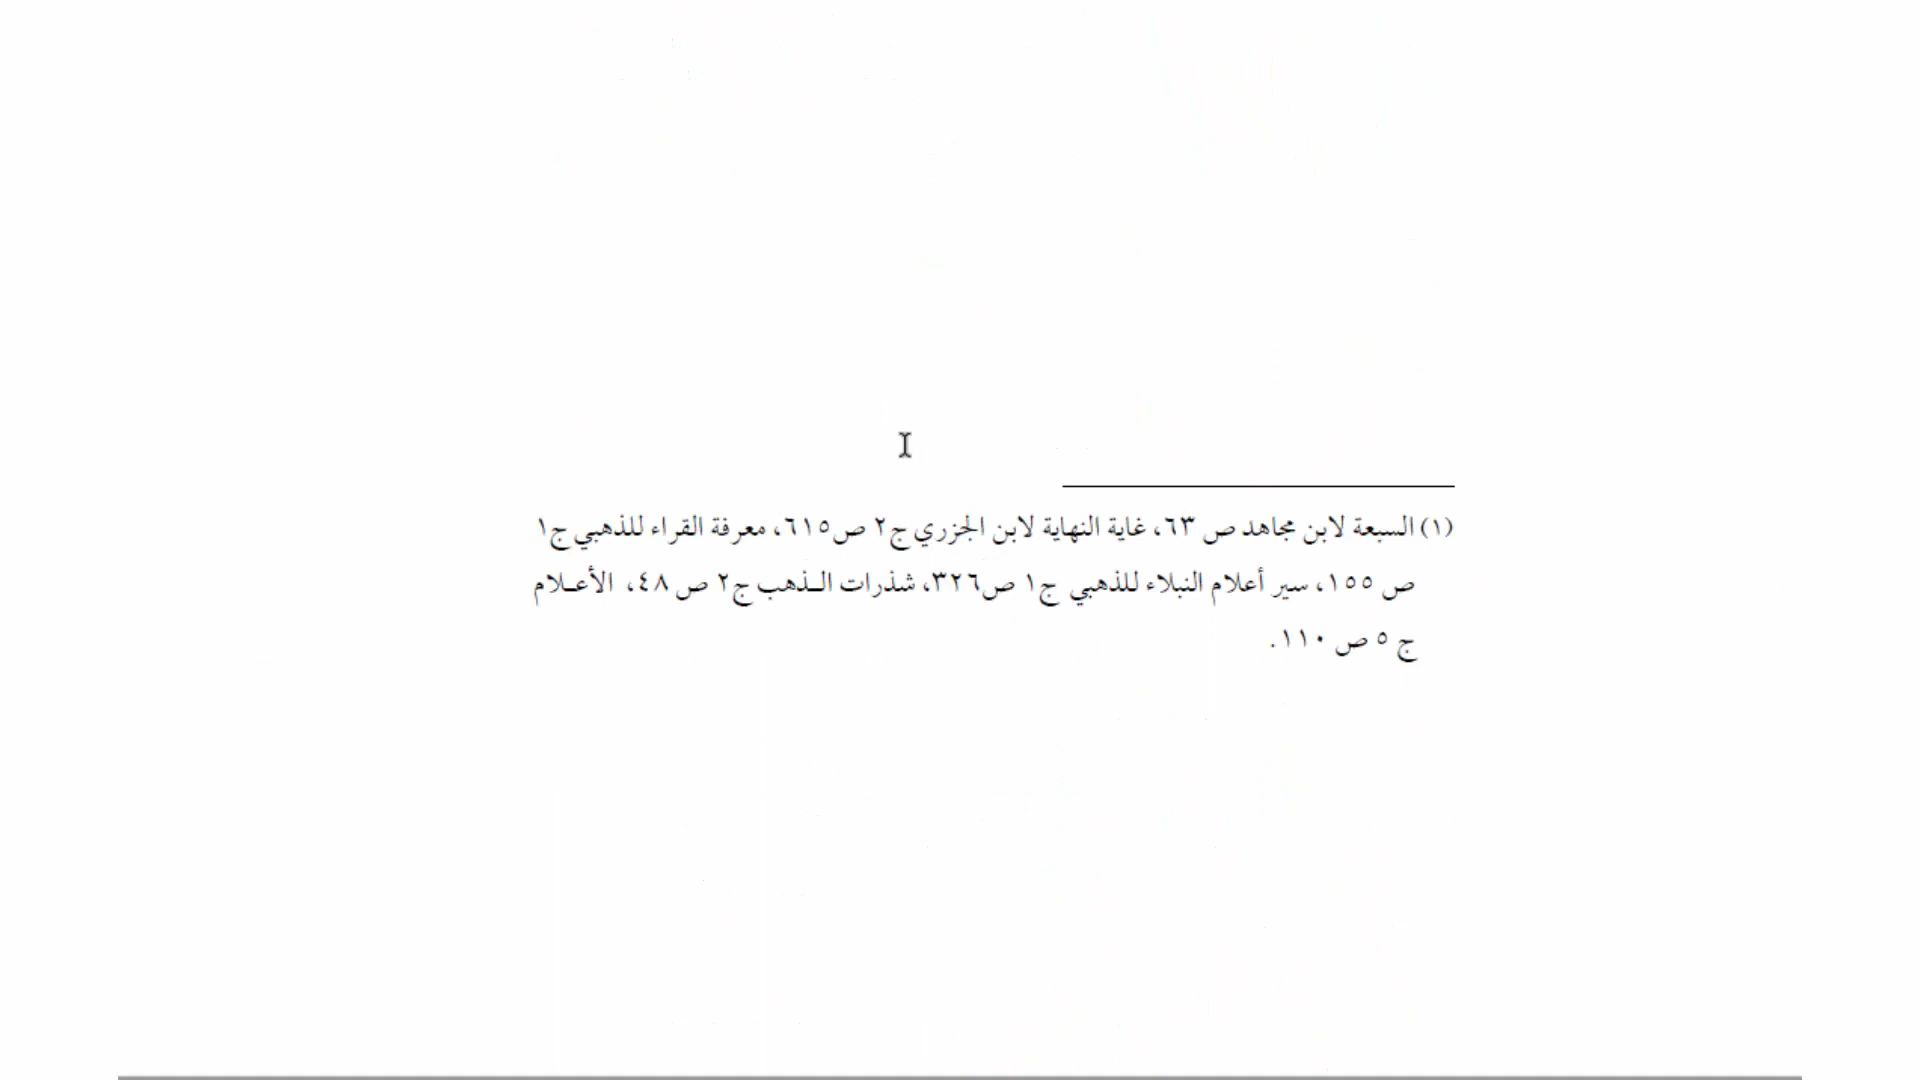 (١) السبعة لابن مجاهد ص ٦٣، غاية النهاية لابن الجزري ج٢ ص٦١٥، معرفة القراء للذهبي ج١
ص ١٥٥، سير أعلام النبلاء للذهبي ج١ ص٣٢٦، شذرات الـذهب ج٢ ص ٤٨، الأعـلام
ج ٥ ص ١١٠.